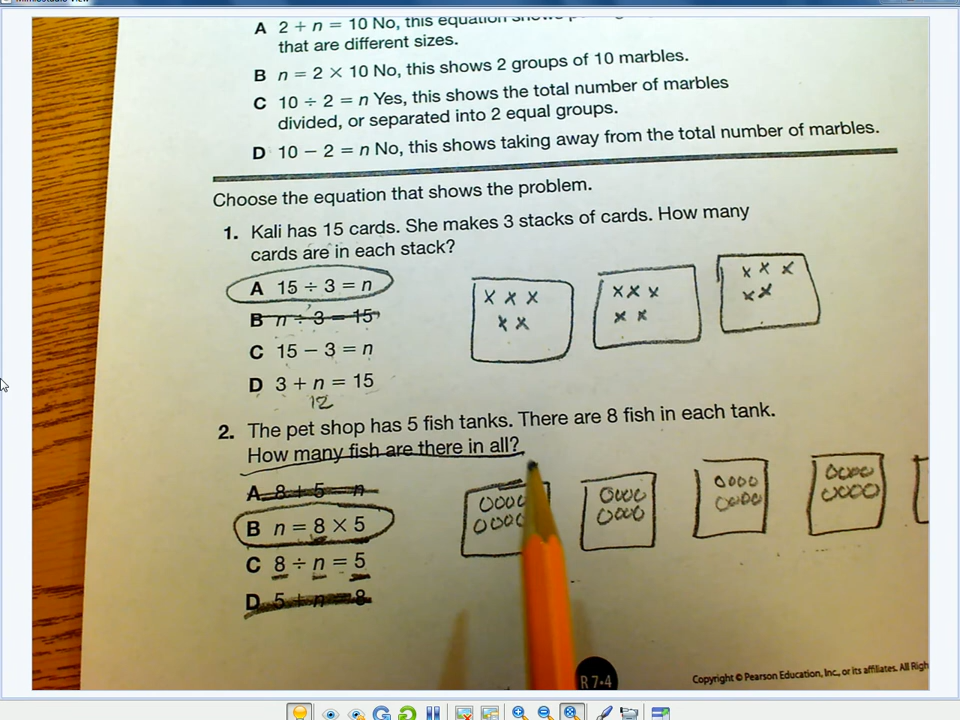 A 2 + n = 10 No, this equation
that are different sizes.
B n = 2 × 10 No, this shows 2 groups of 10 marbles.
C 10 ÷ 2 = n Yes, this shows the total number of marbles
divided, or separated into 2 equal groups.
D 10 − 2 = n No, this shows taking away from the total number of marbles.
Choose the equation that shows the problem.
1. Kali has 15 cards. She makes 3 stacks of cards. How many
cards are in each stack?
A 15 ÷ 3 = n
B n ÷ 3 = 15
C 15 − 3 = n
D 3 + n = 15
12
2. The pet shop has 5 fish tanks. There are 8 fish in each tank.
How many fish are there in all?
A 8 + 5 = n
B n = 8 × 5
C 8 ÷ n = 5
D 5 + n = 8
R 7-4
Copyright © Pearson Education, Inc., or its affiliates. All Righ